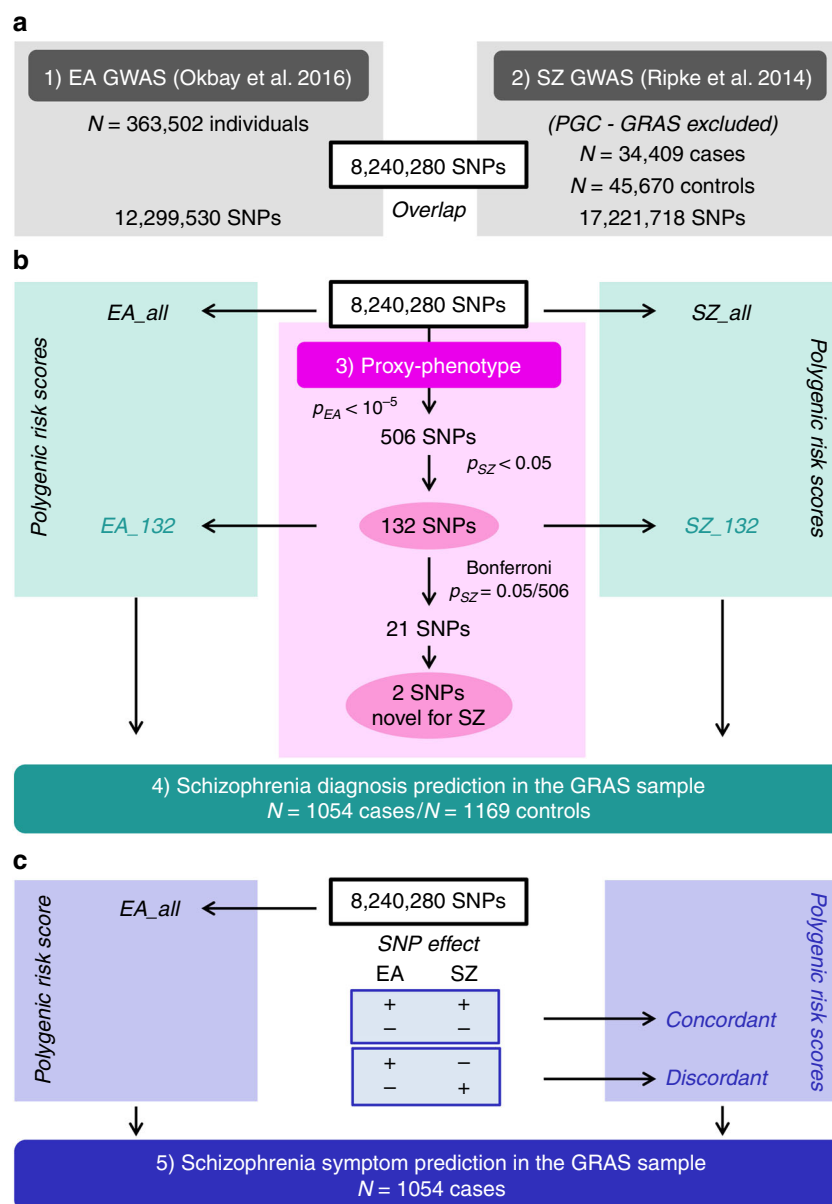 a
1) EA GWAS (Okbay et al. 2016)
N = 363,502 individuals
12,299,530 SNPs
8,240,280 SNPs
Overlap
2) SZ GWAS (Ripke et al. 2014)
(PGC - GRAS excluded)
N = 34,409 cases
N = 45,670 controls
17,221,718 SNPs
b
Polygenic risk scores
EA_all
8,240,280 SNPs
SZ_all
Polygenic risk scores
3) Proxy-phenotype
p_EA < 10⁻⁵
506 SNPs
p_SZ < 0.05
EA_132
132 SNPs
SZ_132
Bonferroni
p_SZ = 0.05/506
21 SNPs
2 SNPs
novel for SZ
4) Schizophrenia diagnosis prediction in the GRAS sample
N = 1054 cases/N = 1169 controls
c
Polygenic risk score
EA_all
8,240,280 SNPs
Polygenic risk scores
SNP effect
EA SZ
+ +
– –
Concordant
+ –
– +
Discordant
5) Schizophrenia symptom prediction in the GRAS sample
N = 1054 cases